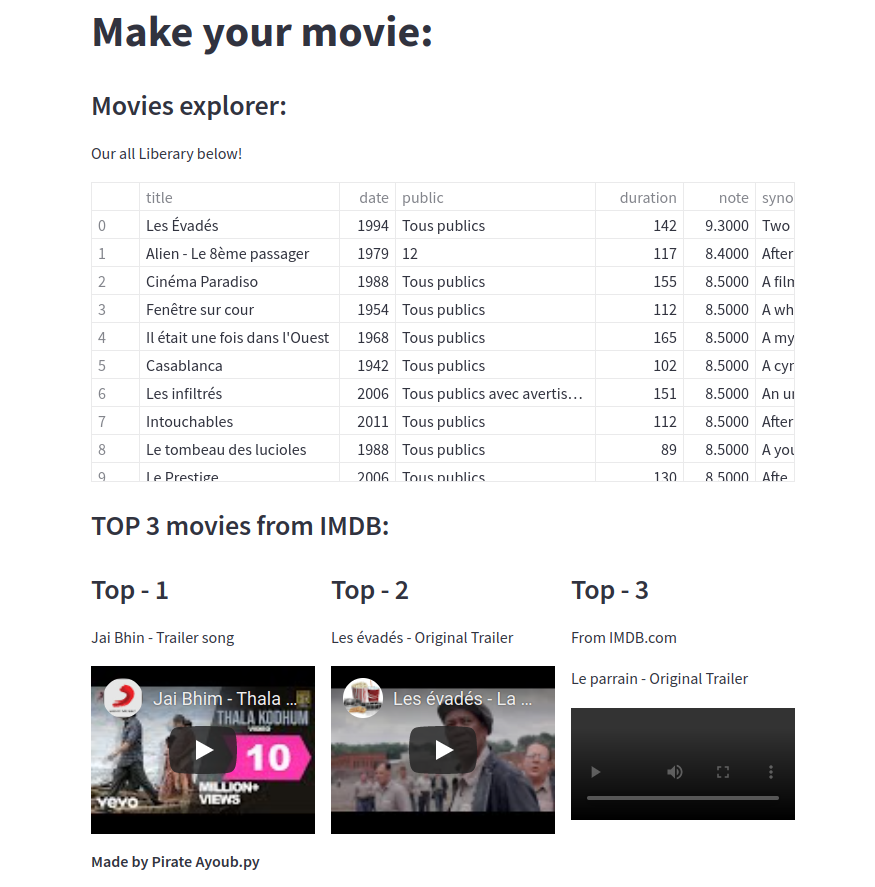 Make your movie:
Movies explorer:
Our all Liberary below!
title date public duration note syno
0 Les Évadés 1994 Tous publics 142 9.3000 Two
1 Alien - Le 8ème passager 1979 12 117 8.4000 After
2 Cinéma Paradiso 1988 Tous publics 155 8.5000 A film
3 Fenêtre sur cour 1954 Tous publics 112 8.5000 A wh
4 Il était une fois dans l'Ouest 1968 Tous publics 165 8.5000 A my
5 Casablanca 1942 Tous publics 102 8.5000 A cyr
6 Les infiltrés 2006 Tous publics avec avertis… 151 8.5000 An ur
7 Intouchables 2011 Tous publics 112 8.5000 After
8 Le tombeau des lucioles 1988 Tous publics 89 8.5000 A you
9 Le Prestige 2006 Tous publics 130 8.5000 Afte
TOP 3 movies from IMDB:
Top - 1 Top - 2 Top - 3
Jai Bhin - Trailer song Les évadés - Original Trailer From IMDB.com
Le parrain - Original Trailer
Jai Bhim - Thala ... Les évadés - La ...
THALA KODHUM
VIDEO
10
MILLION+
VIEWS
vevo
Made by Pirate Ayoub.py